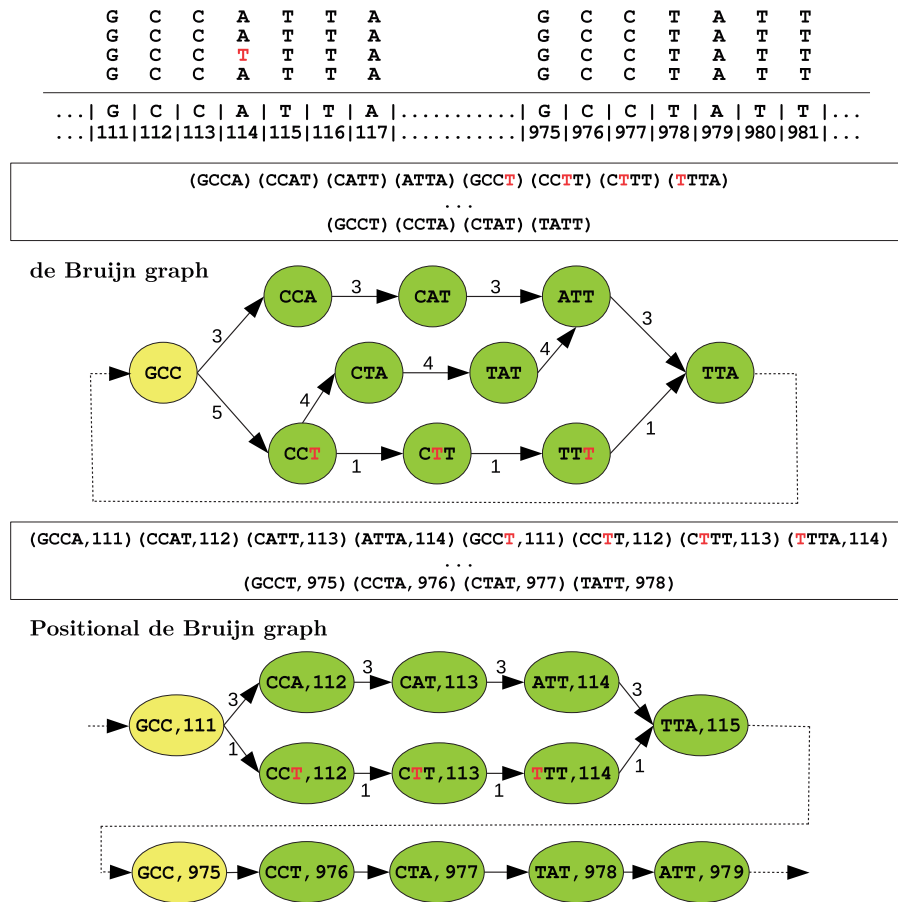 G C C A T T A G C C T A T T
G C C A T T A G C C T A T T
G C C T T T A G C C T A T T
G C C A T T A G C C T A T T
...| G | C | C | A | T | T | A |...........| G | C | C | T | A | T | T |...
...|111|112|113|114|115|116|117|...........|975|976|977|978|979|980|981|...
(GCCA) (CCAT) (CATT) (ATTA) (GCCT) (CCTT) (CTTT) (TTTA)
...
(GCCT) (CCTA) (CTAT) (TATT)
de Bruijn graph
CCA 3 CAT 3 ATT
3 3
GCC CTA 4 TAT 4 TTA
5 4 1
CCT 1 CTT 1 TTT
(GCCA,111) (CCAT,112) (CATT,113) (ATTA,114) (GCCT,111) (CCTT,112) (CTTT,113) (TTTA,114)
...
(GCCT,975) (CCTA,976) (CTAT,977) (TATT,978)
Positional de Bruijn graph
CCA,112 3 CAT,113 3 ATT,114
3 3
GCC,111 TTA,115
1 1
CCT,112 1 CTT,113 1 TTT,114
GCC,975 CCT,976 CTA,977 TAT,978 ATT,979